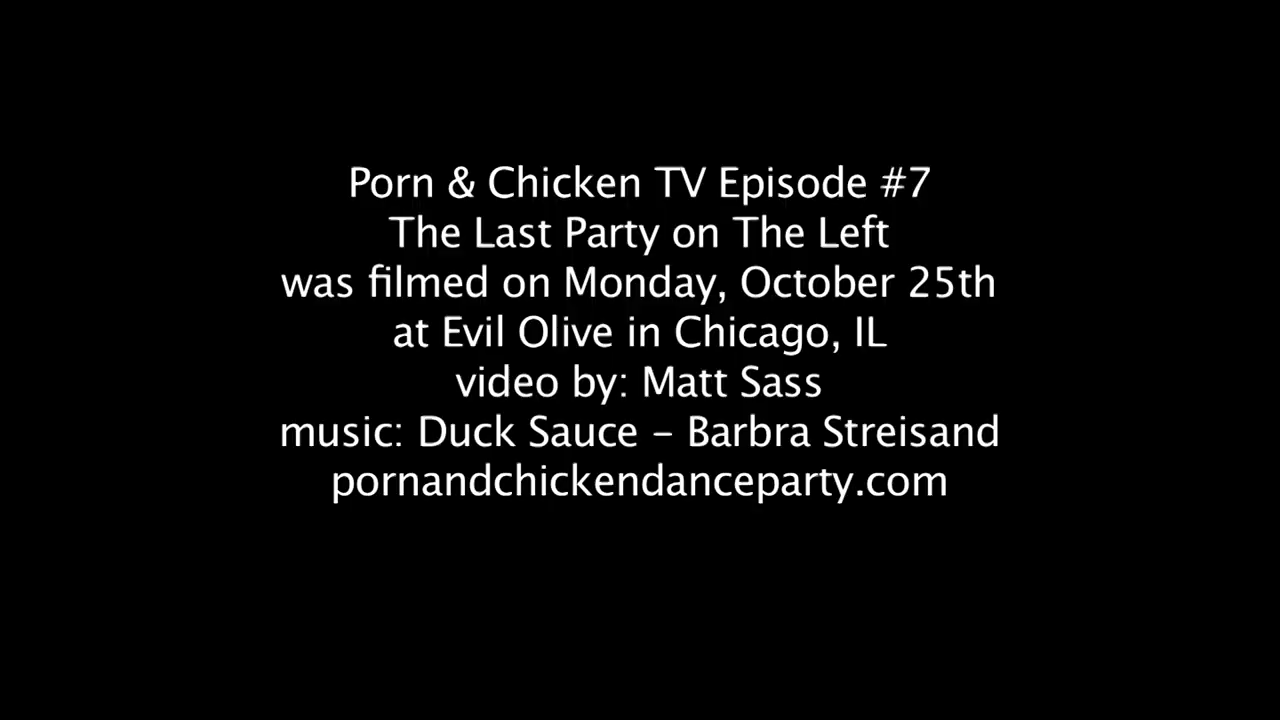 Porn & Chicken TV Episode #7
The Last Party on The Left
was filmed on Monday, October 25th
at Evil Olive in Chicago, IL
video by: Matt Sass
music: Duck Sauce – Barbra Streisand
pornandchickendanceparty.com